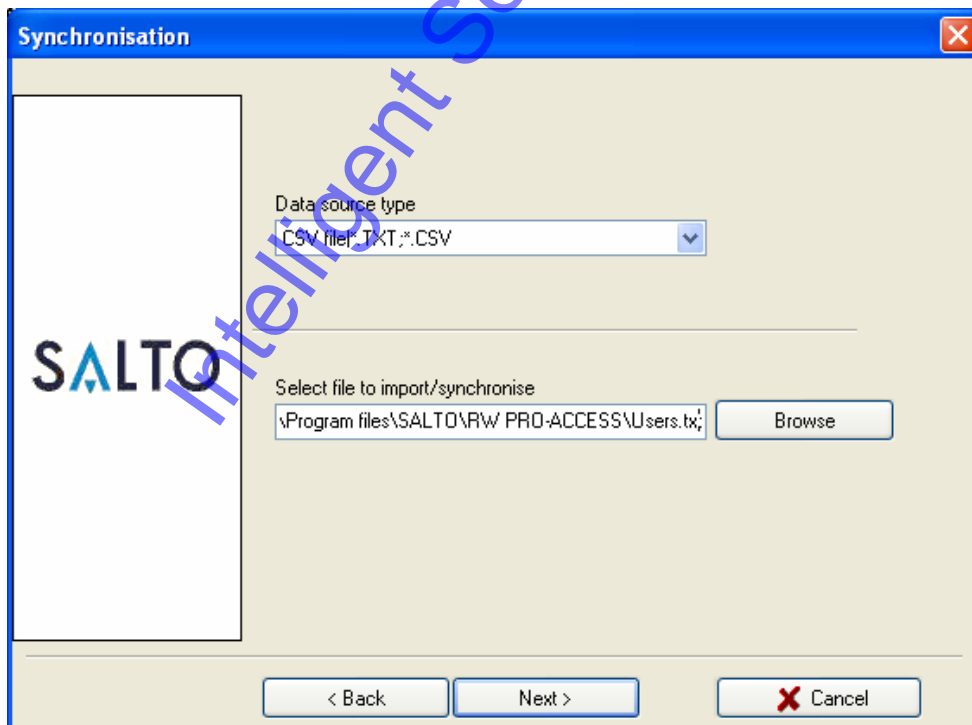 Synchronisation
Data source type
CSV file|*.TXT;*.CSV
SALTO
Select file to import/synchronise
\Program files\SALTO\RW PRO-ACCESS\Users.tx
Browse
< Back
Next >
Cancel
Intelligent